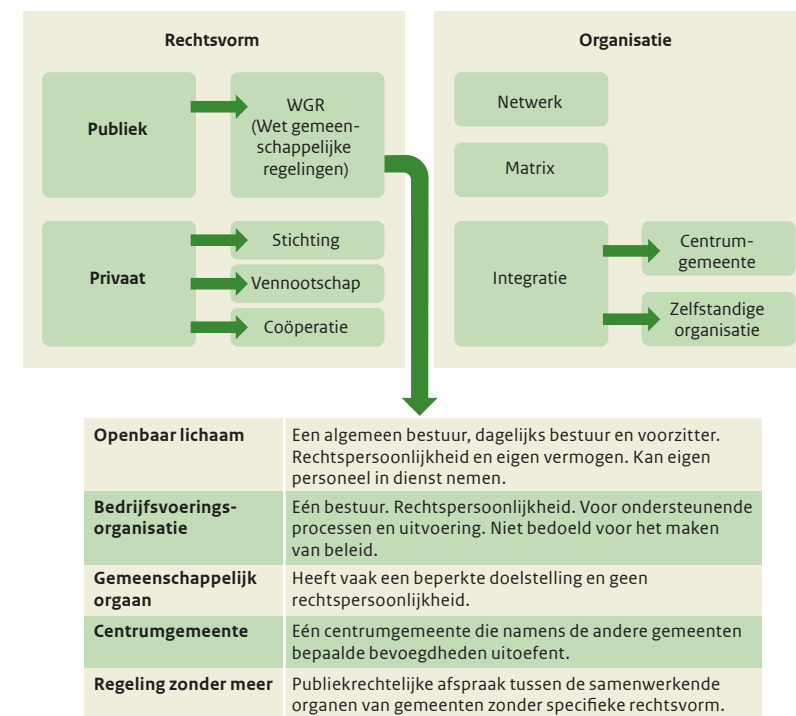 Rechtsvorm
Publiek
WGR
(Wet gemeen-
schappelijke
regelingen)
Privaat
Stichting
Vennootschap
Coöperatie
Organisatie
Netwerk
Matrix
Integratie
Centrum-
gemeente
Zelfstandige
organisatie
Openbaar lichaam
Een algemeen bestuur, dagelijks bestuur en voorzitter.
Rechtspersoonlijkheid en eigen vermogen. Kan eigen
personeel in dienst nemen.
Bedrijfsvoerings-
organisatie
Eén bestuur. Rechtspersoonlijkheid. Voor ondersteunende
processen en uitvoering. Niet bedoeld voor het maken
van beleid.
Gemeenschappelijk
orgaan
Heeft vaak een beperkte doelstelling en geen
rechtspersoonlijkheid.
Centrumgemeente
Eén centrumgemeente die namens de andere gemeenten
bepaalde bevoegdheden uitoefent.
Regeling zonder meer
Publiekrechtelijke afspraak tussen de samenwerkende
organen van gemeenten zonder specifieke rechtsvorm.